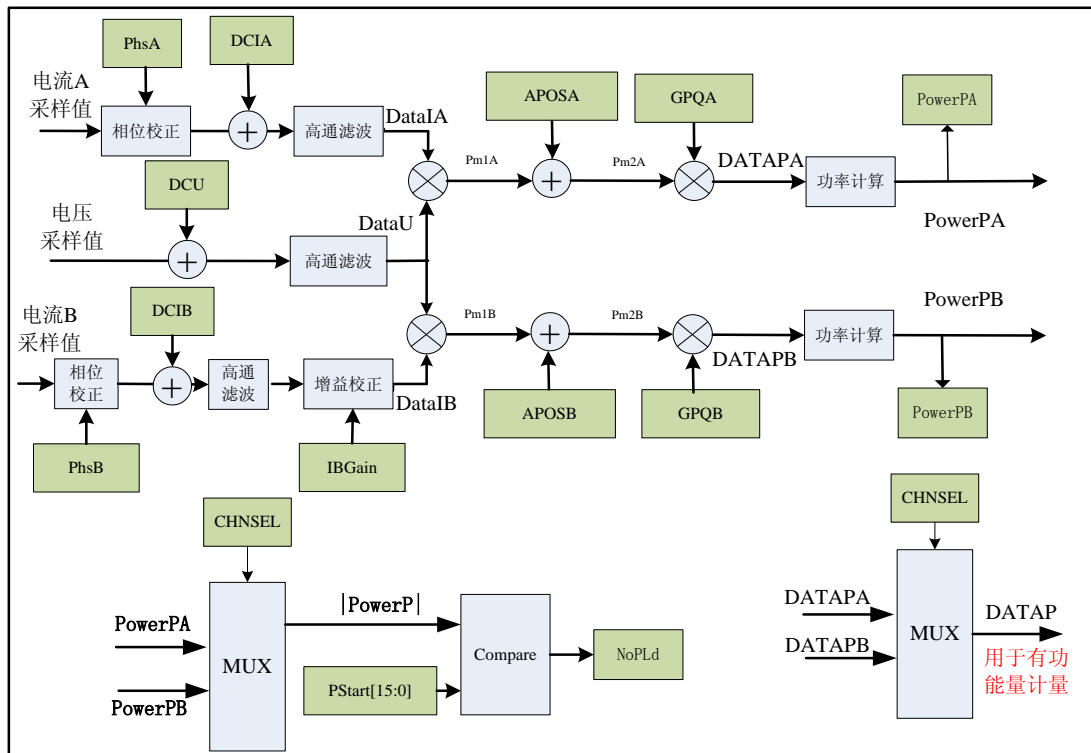 PhsA
DCIA
电流A
采样值
相位校正
高通滤波
DataIA
APOSA
GPQA
PowerPA
Pm1A
Pm2A
DATAPA
功率计算
PowerPA
DCU
电压
采样值
高通滤波
DataU
电流B
采样值
DCIB
相位
校正
高通
滤波
增益校正
DataIB
Pm1B
Pm2B
DATAPB
功率计算
PowerPB
PhsB
IBGain
APOSB
GPQB
PowerPB
CHNSEL
PowerPA
PowerPB
MUX
|PowerP|
PStart[15:0]
Compare
NoPLd
CHNSEL
DATAPA
DATAPB
MUX
DATAP
用于有功
能量计量